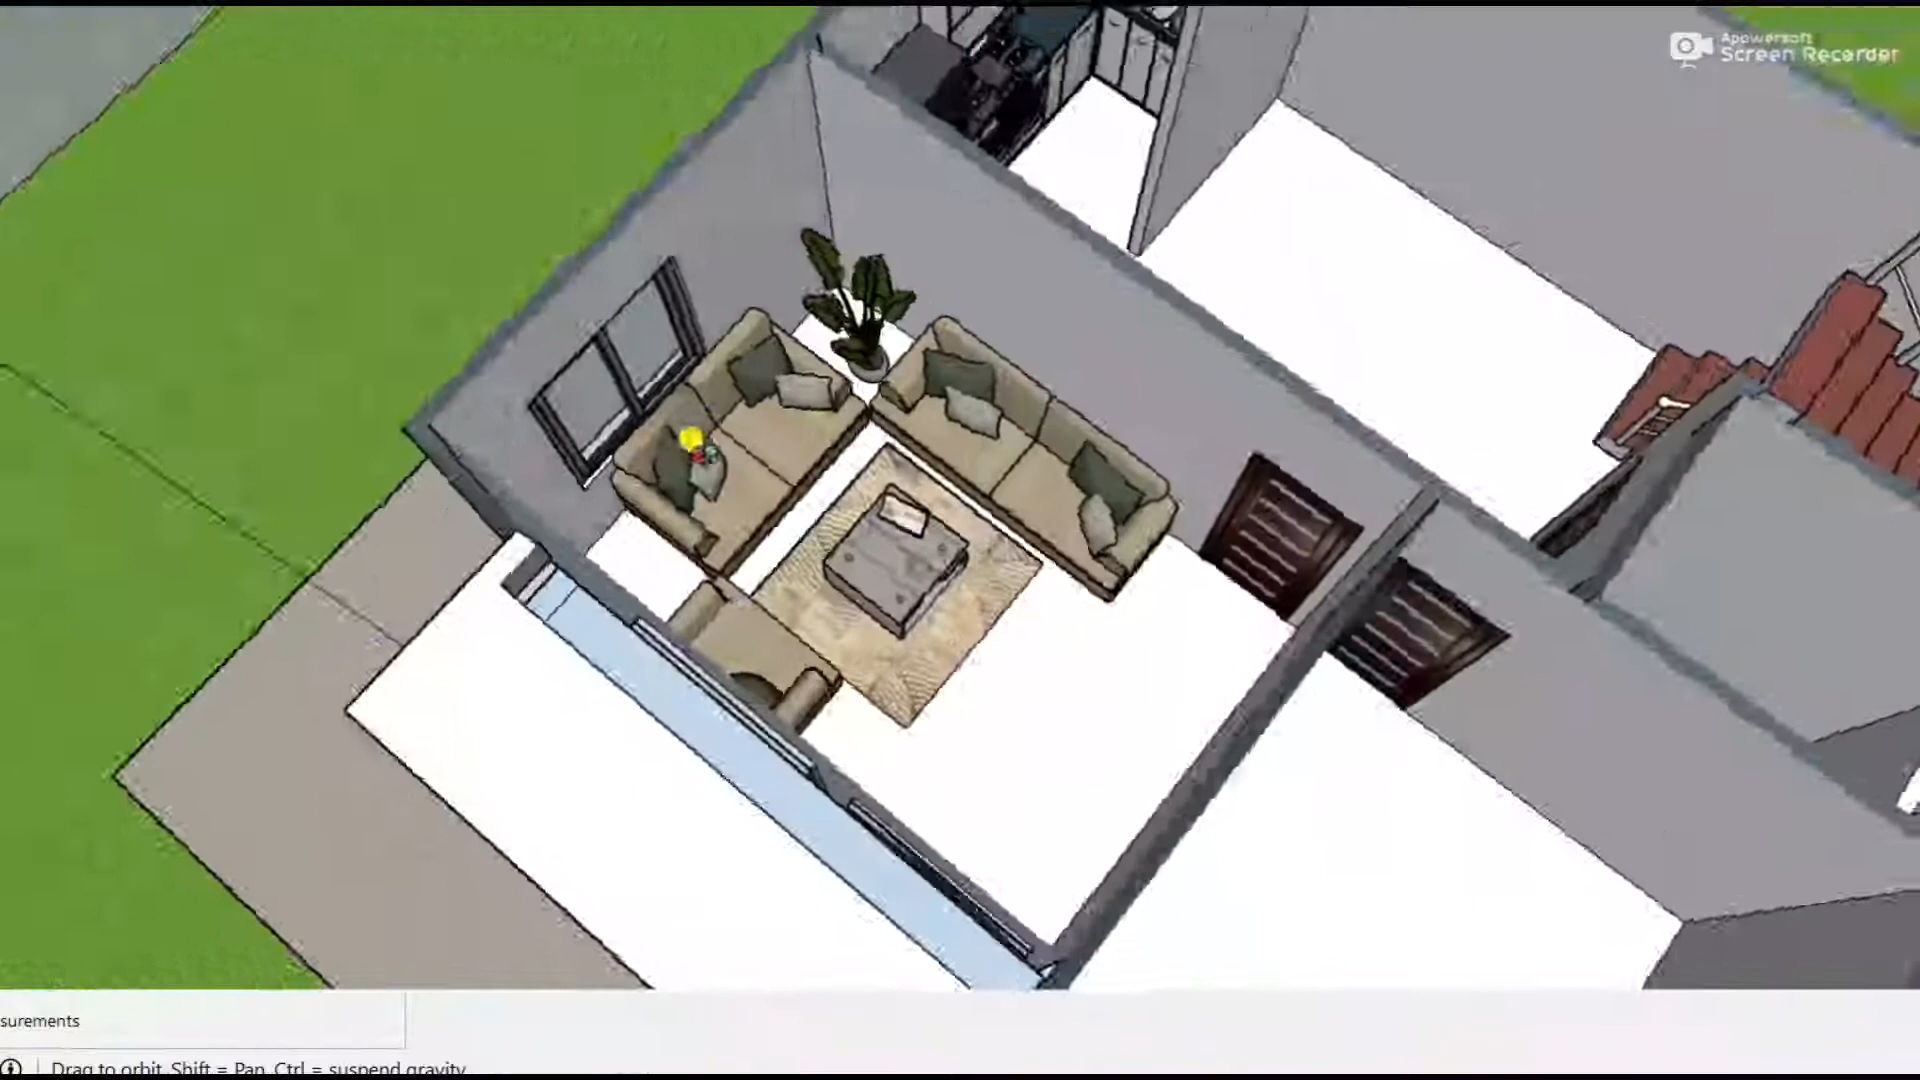 Apowersoft
Screen Recorder
surements
Drag to orbit. Shift = Pan, Ctrl = suspend gravity